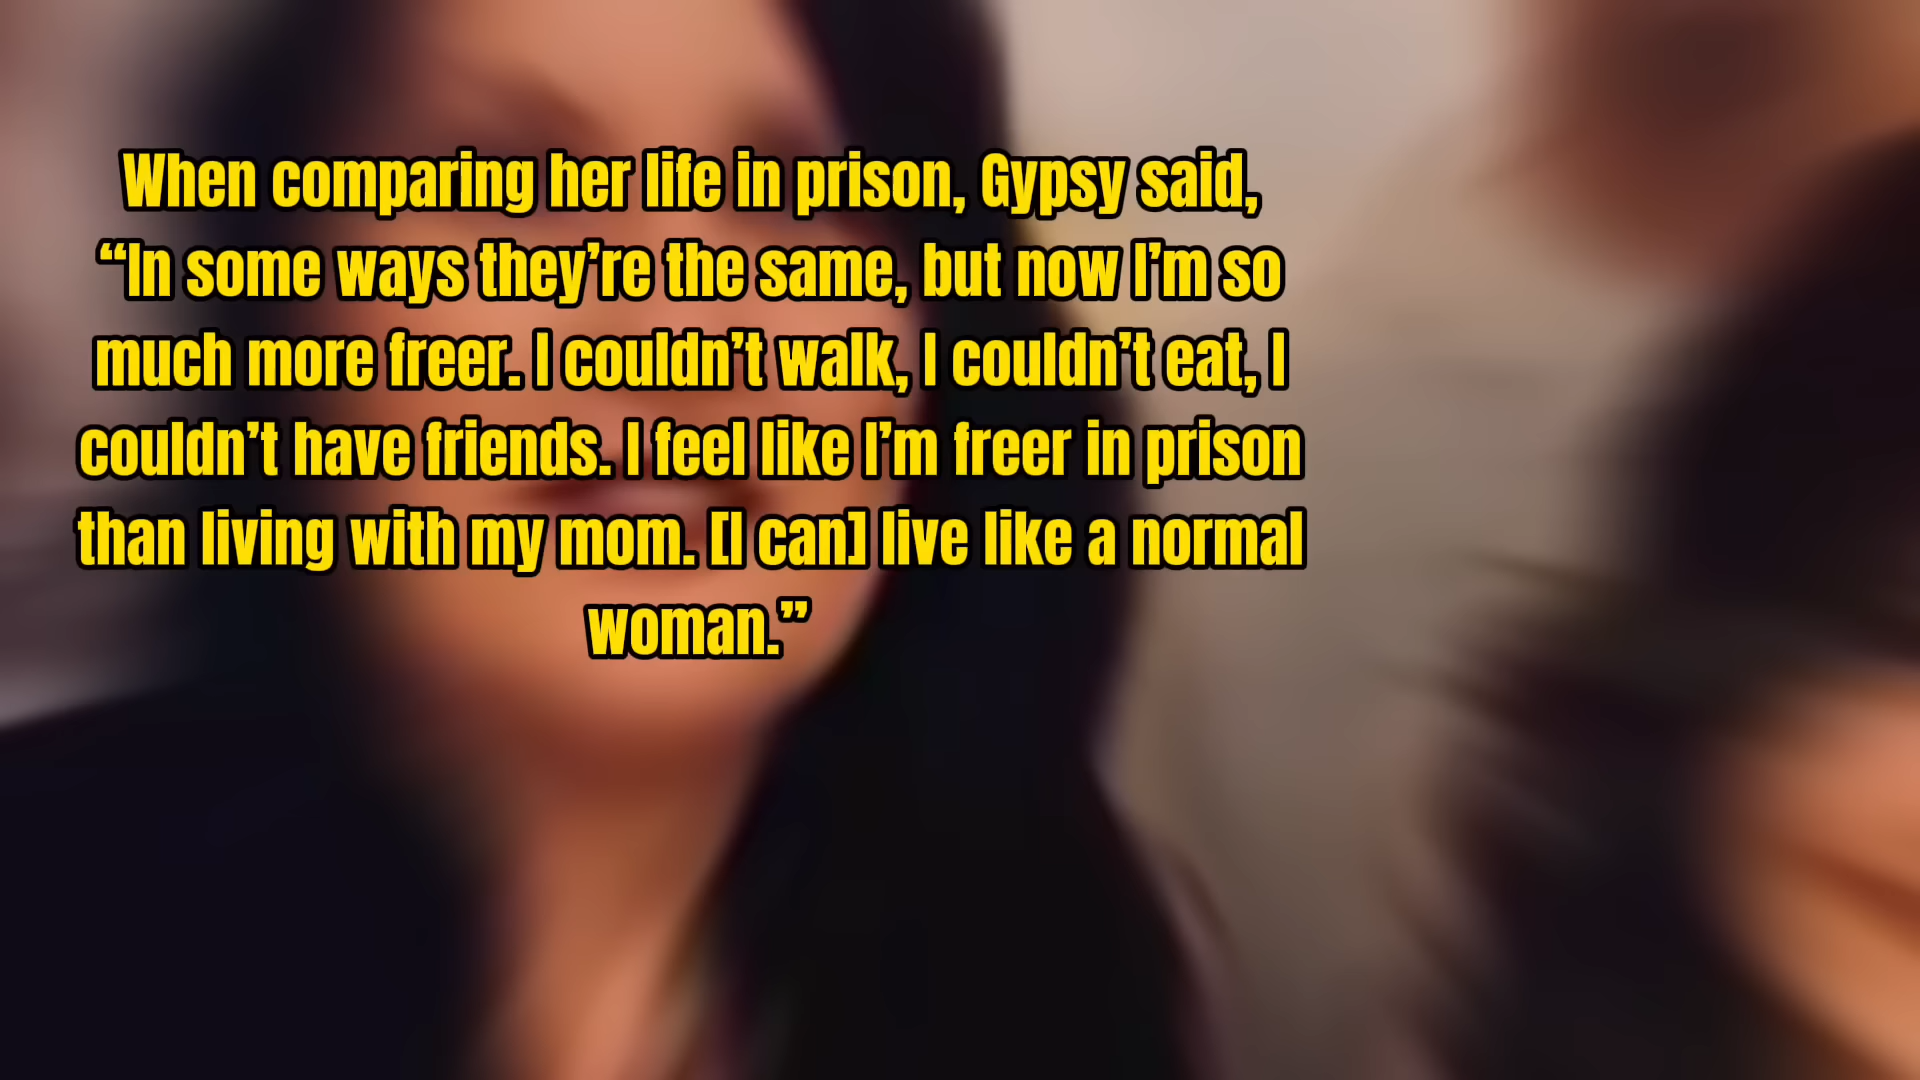 When comparing her life in prison, Gypsy said,
“In some ways they’re the same, but now I’m so
much more freer. I couldn’t walk, I couldn’t eat, I
couldn’t have friends. I feel like I’m freer in prison
than living with my mom. [I can] live like a normal
woman.”